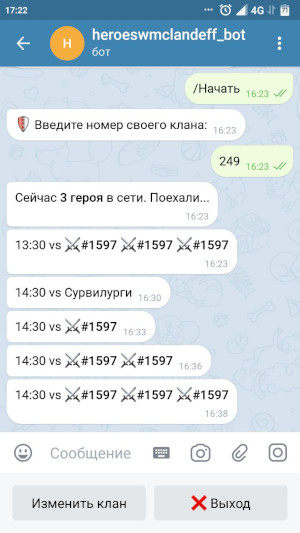 17:22
4G
71
H
heroeswmclandeff_bot
бот
/Начать 16:23
Введите номер своего клана: 16:23
249 16:23
Сейчас 3 героя в сети. Поехали...
16:23
13:30 vs ⚔#1597 ⚔#1597 ⚔#1597
16:23
14:30 vs Сурвилурги 16:30
14:30 vs ⚔#1597 16:33
14:30 vs ⚔#1597 ⚔#1597 16:36
14:30 vs ⚔#1597 ⚔#1597 ⚔#1597
16:38
Сообщение
Изменить клан
❌ Выход